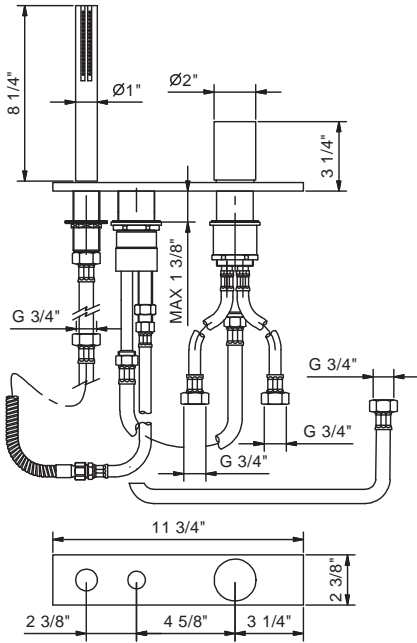 8 1/4"
Ø1"
Ø2"
3 1/4"
MAX 1 3/8"
G 3/4"
G 3/4"
G 3/4"
G 3/4"
11 3/4"
2 3/8"
2 3/8"
4 5/8"
3 1/4"